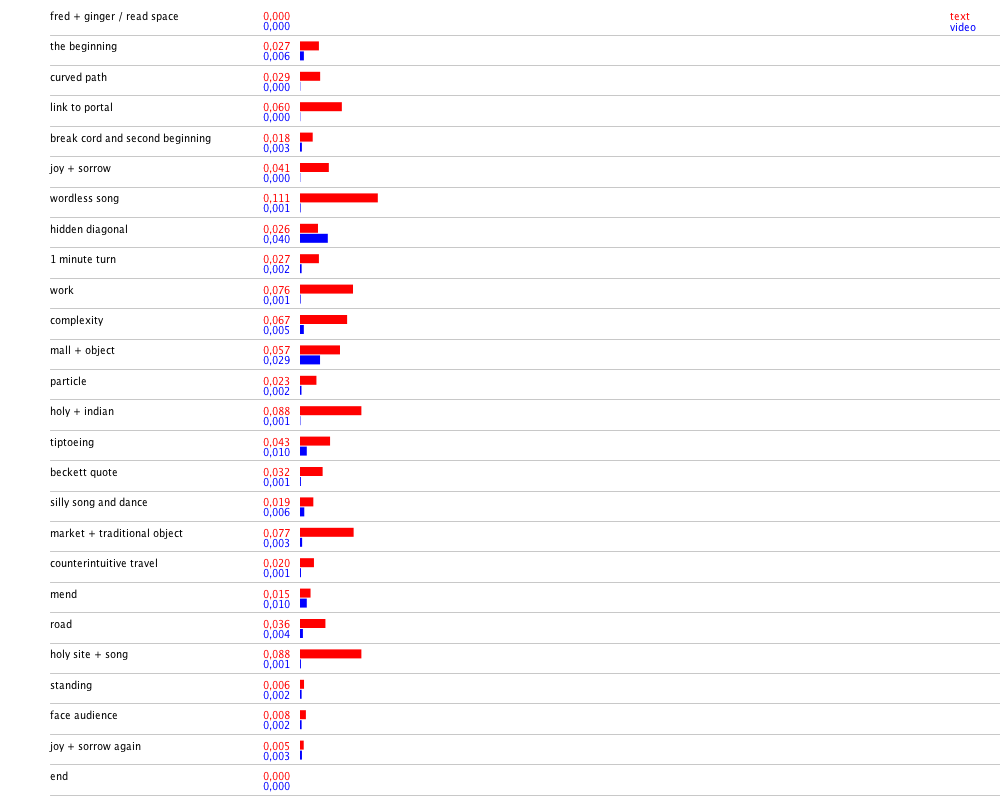 fred + ginger / read space 0,000 text
0,000 video
the beginning 0,027
0,006
curved path 0,029
0,000
link to portal 0,060
0,000
break cord and second beginning 0,018
0,003
joy + sorrow 0,041
0,000
wordless song 0,111
0,001
hidden diagonal 0,026
0,040
1 minute turn 0,027
0,002
work 0,076
0,001
complexity 0,067
0,005
mall + object 0,057
0,029
particle 0,023
0,002
holy + indian 0,088
0,001
tiptoeing 0,043
0,010
beckett quote 0,032
0,001
silly song and dance 0,019
0,006
market + traditional object 0,077
0,003
counterintuitive travel 0,020
0,001
mend 0,015
0,010
road 0,036
0,004
holy site + song 0,088
0,001
standing 0,006
0,002
face audience 0,008
0,002
joy + sorrow again 0,005
0,003
end 0,000
0,000